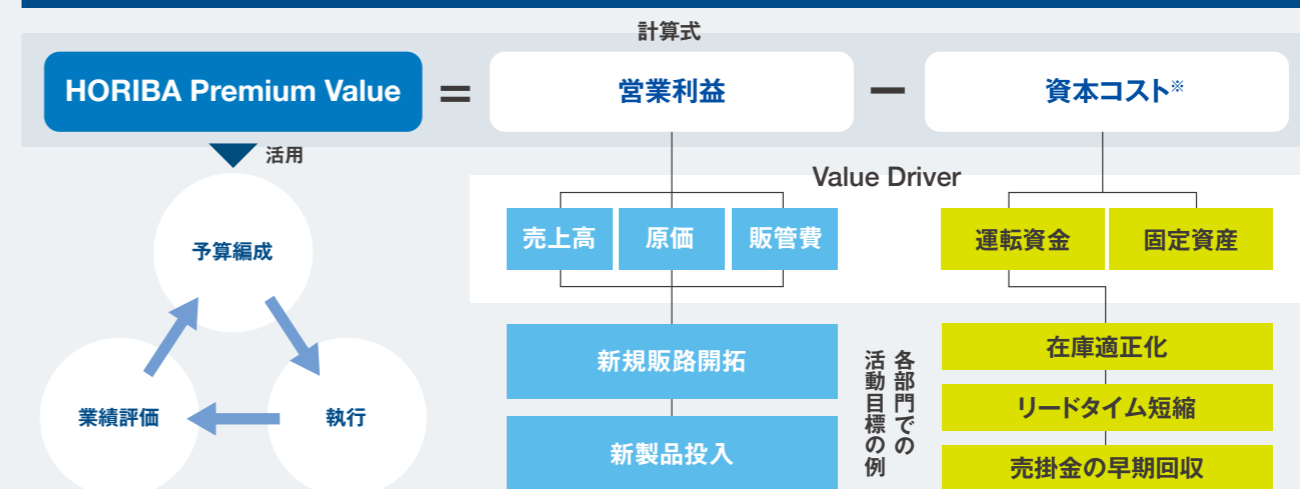 計算式
HORIBA Premium Value
=
営業利益
ー
資本コスト※
活用
Value Driver
売上高
原価
販管費
運転資金
固定資産
予算編成
業績評価
執行
新規販路開拓
新製品投入
各部門での
活動目標の例
在庫適正化
リードタイム短縮
売掛金の早期回収